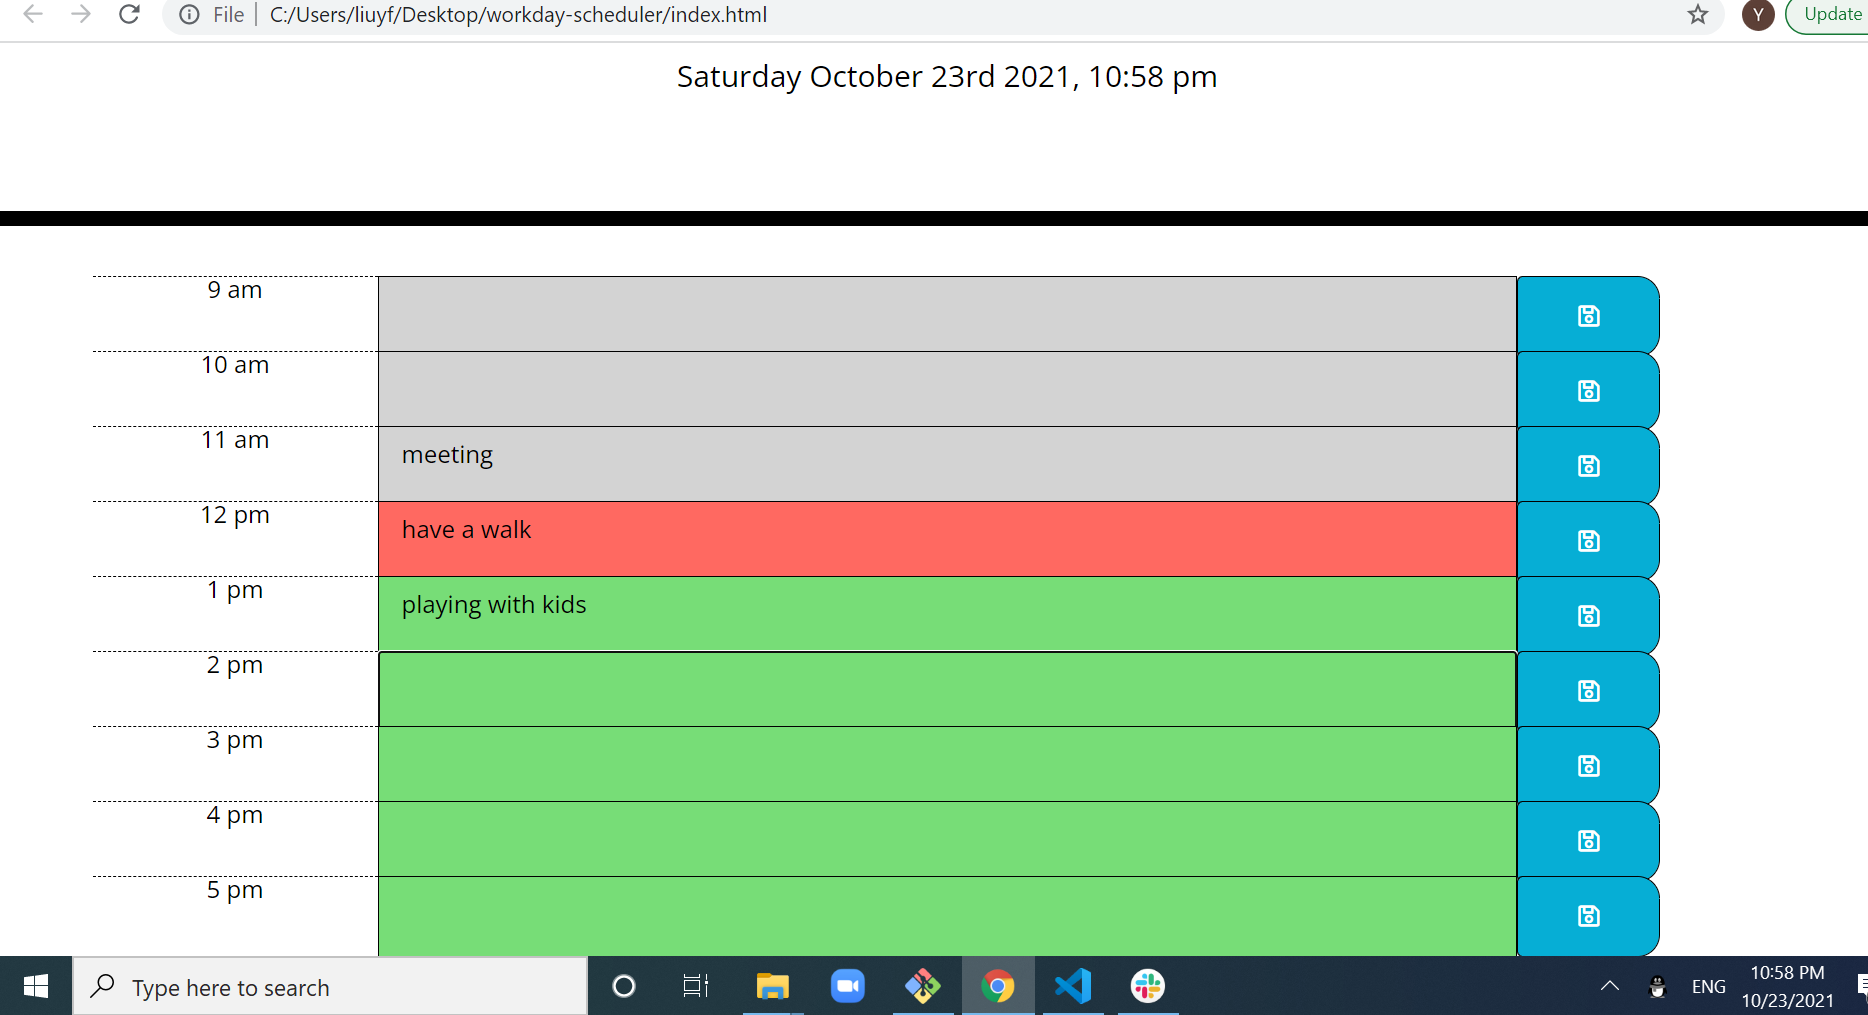 File C:/Users/liuyf/Desktop/workday-scheduler/index.html Y Update
Saturday October 23rd 2021, 10:58 pm
9 am
10 am
11 am meeting
12 pm have a walk
1 pm playing with kids
2 pm
3 pm
4 pm
5 pm
Type here to search
ENG
10:58 PM
10/23/2021